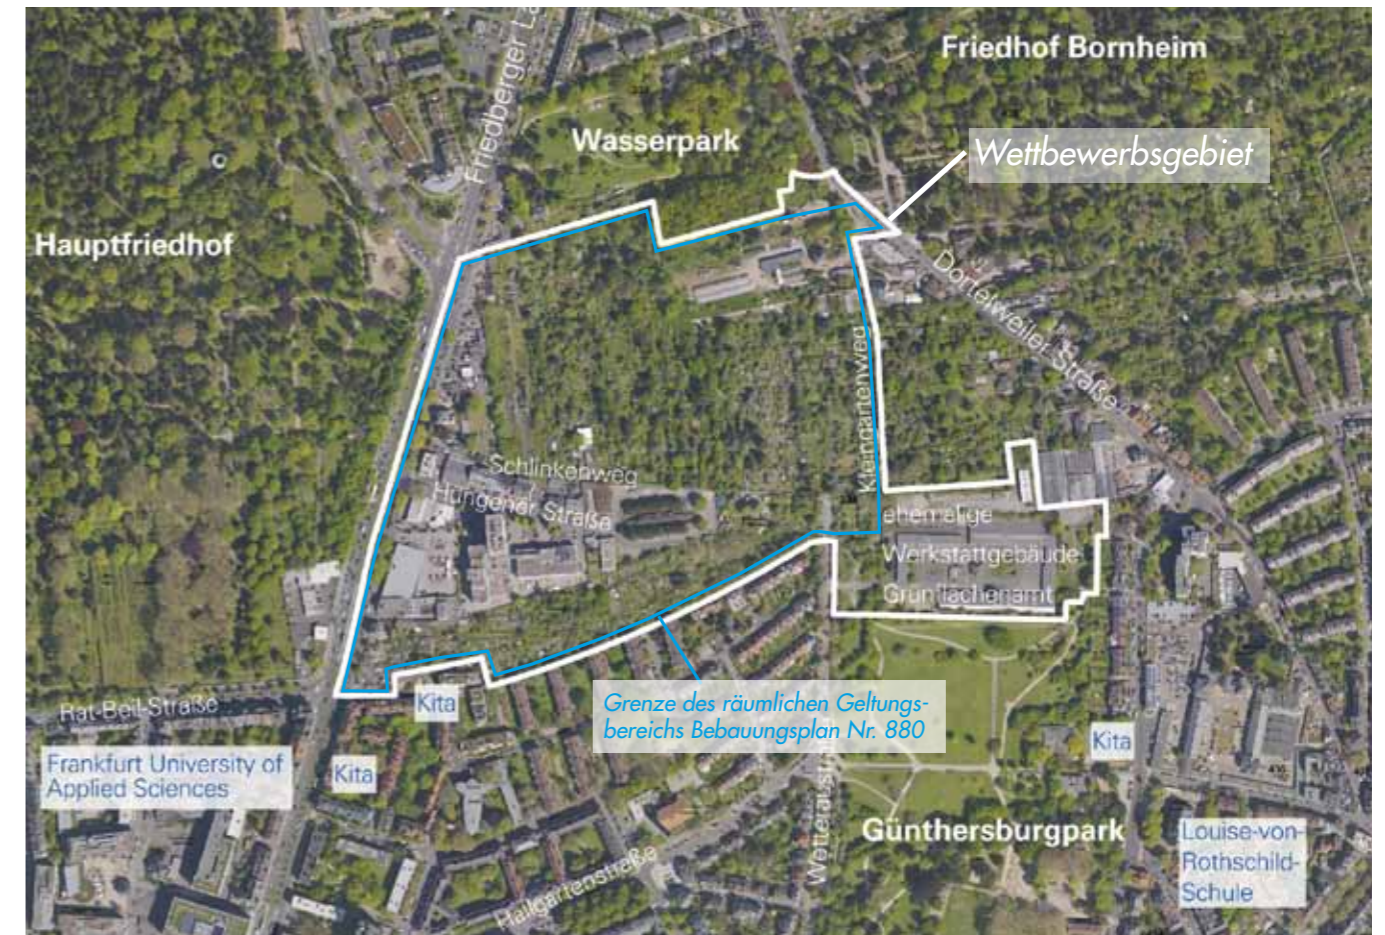 Friedhof Bornheim
Friedberger La
Wasserpark
Wettbewerbsgebiet
Hauptfriedhof
Dortelweiler Straße
Kleingartenweg
Schlinkenweg
Hungener Straße
ehemalige
Werkstattgebäude
Grünflächenamt
Grenze des räumlichen Geltungs-
bereichs Bebauungsplan Nr. 880
Rat-Beil-Straße
Kita
Kita
Kita
Frankfurt University of
Applied Sciences
Günthersburgpark
Louise-von-
Rothschild-
Schule
Hallgartenstraße